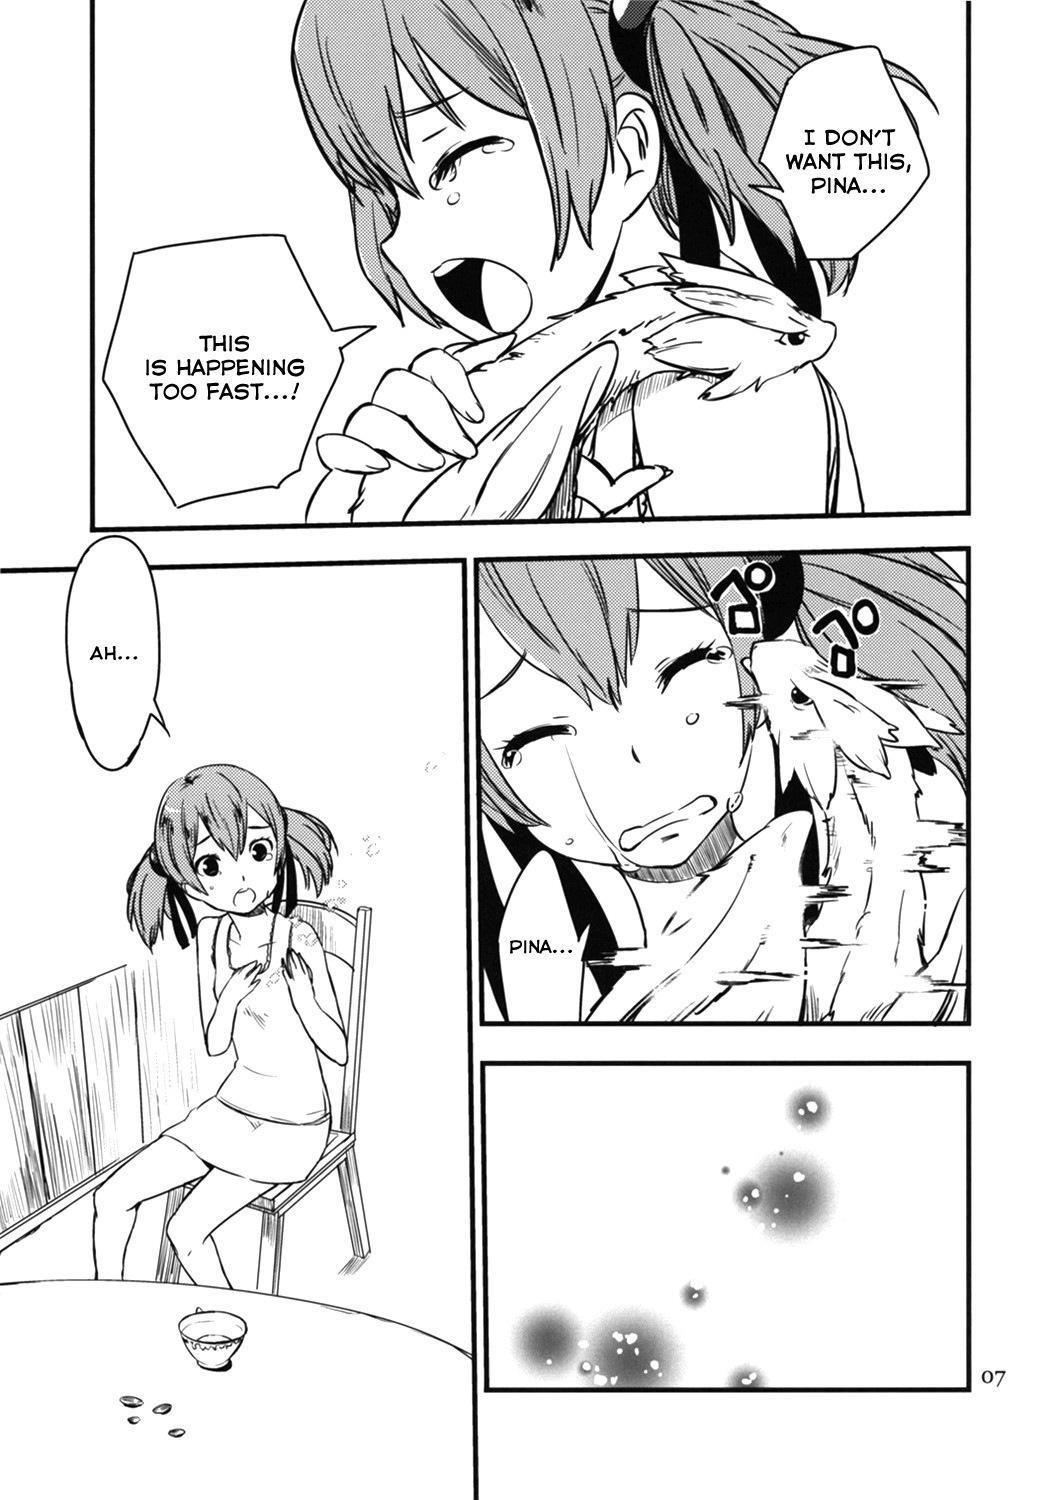 I DON'T
WANT THIS,
PINA...
THIS
IS HAPPENING
TOO FAST...!
ペロ
ペロ
PINA...
AH...
07